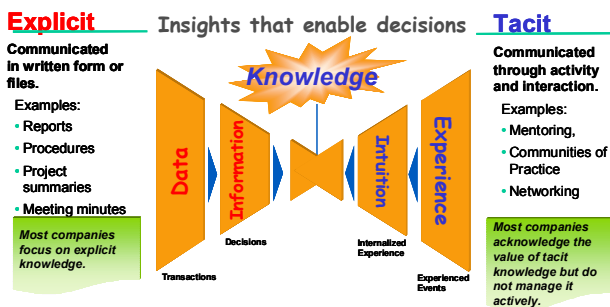 Explicit
Insights that enable decisions
Tacit
Communicated
in written form or
files.
Examples:
• Reports
• Procedures
• Project
summaries
• Meeting minutes
Most companies
focus on explicit
knowledge.
Knowledge
Data
Information
Intuition
Experience
Transactions
Decisions
Internalized
Experience
Experienced
Events
Communicated
through activity
and interaction.
Examples:
• Mentoring,
• Communities of
Practice
• Networking
Most companies
acknowledge the
value of tacit
knowledge but do
not manage it
actively.